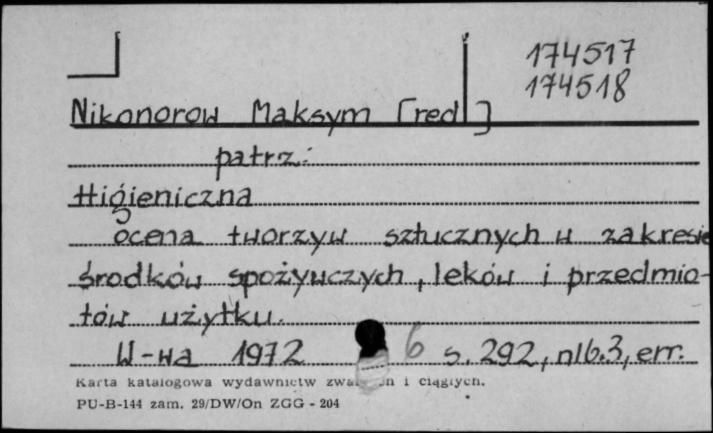 174517
174518
Nikonorow Maksym [red]
patrz:
Higieniczna
ocena tworzyw sztucznych w zakresie
środków spożywczych, leków i przedmio-
tów użytku.
W-wa 1972 6 s. 292, nlb. 3, err.
Karta katalogowa wydawnictw i ciągłych.
PU-B-144 zam. 29/DW/On ZGG - 204